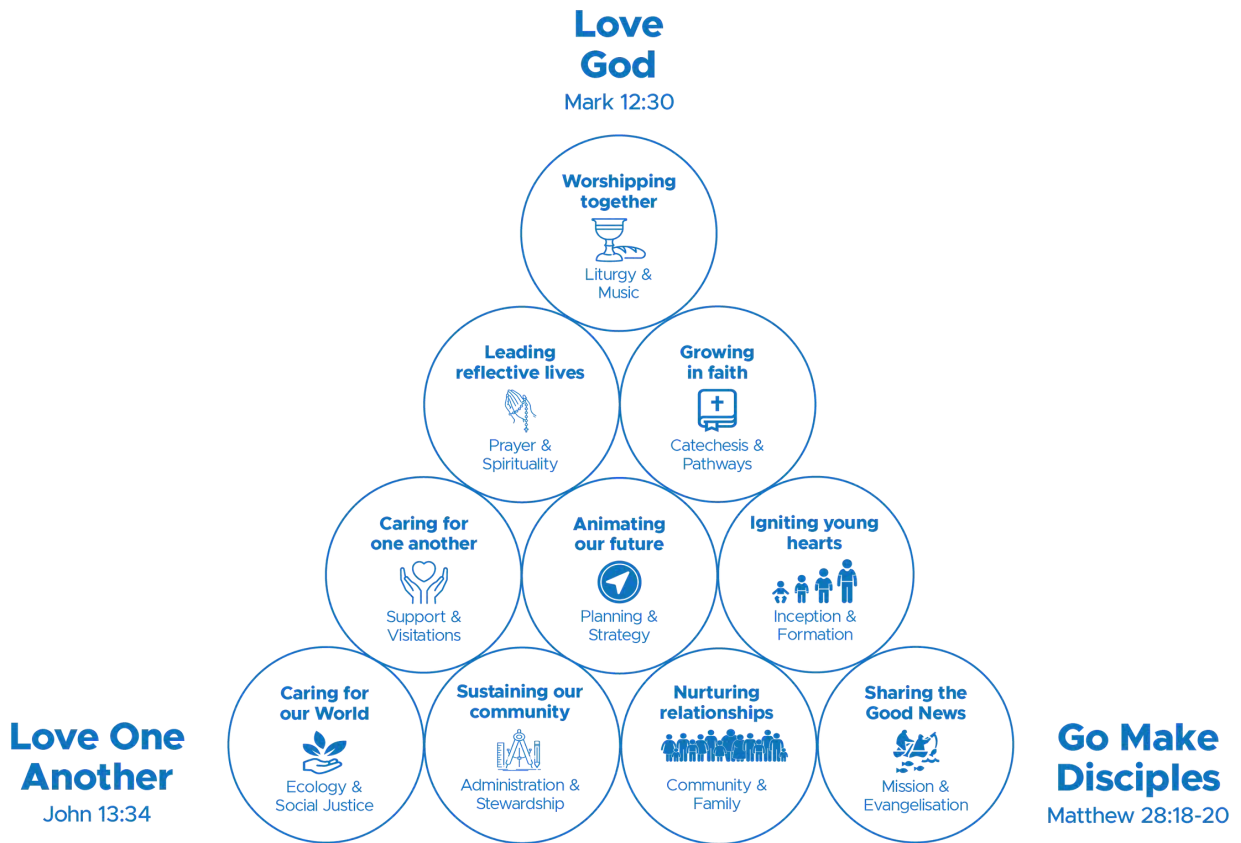 Love
God
Mark 12:30
Worshipping
together
Liturgy &
Music
Leading
reflective lives
Prayer &
Spirituality
Growing
in faith
Catechesis &
Pathways
Caring for
one another
Support &
Visitations
Animating
our future
Planning &
Strategy
Igniting young
hearts
Inception &
Formation
Caring for
our World
Ecology &
Social Justice
Sustaining our
community
Administration &
Stewardship
Nurturing
relationships
Community &
Family
Sharing the
Good News
Mission &
Evangelisation
Love One
Another
John 13:34
Go Make
Disciples
Matthew 28:18-20